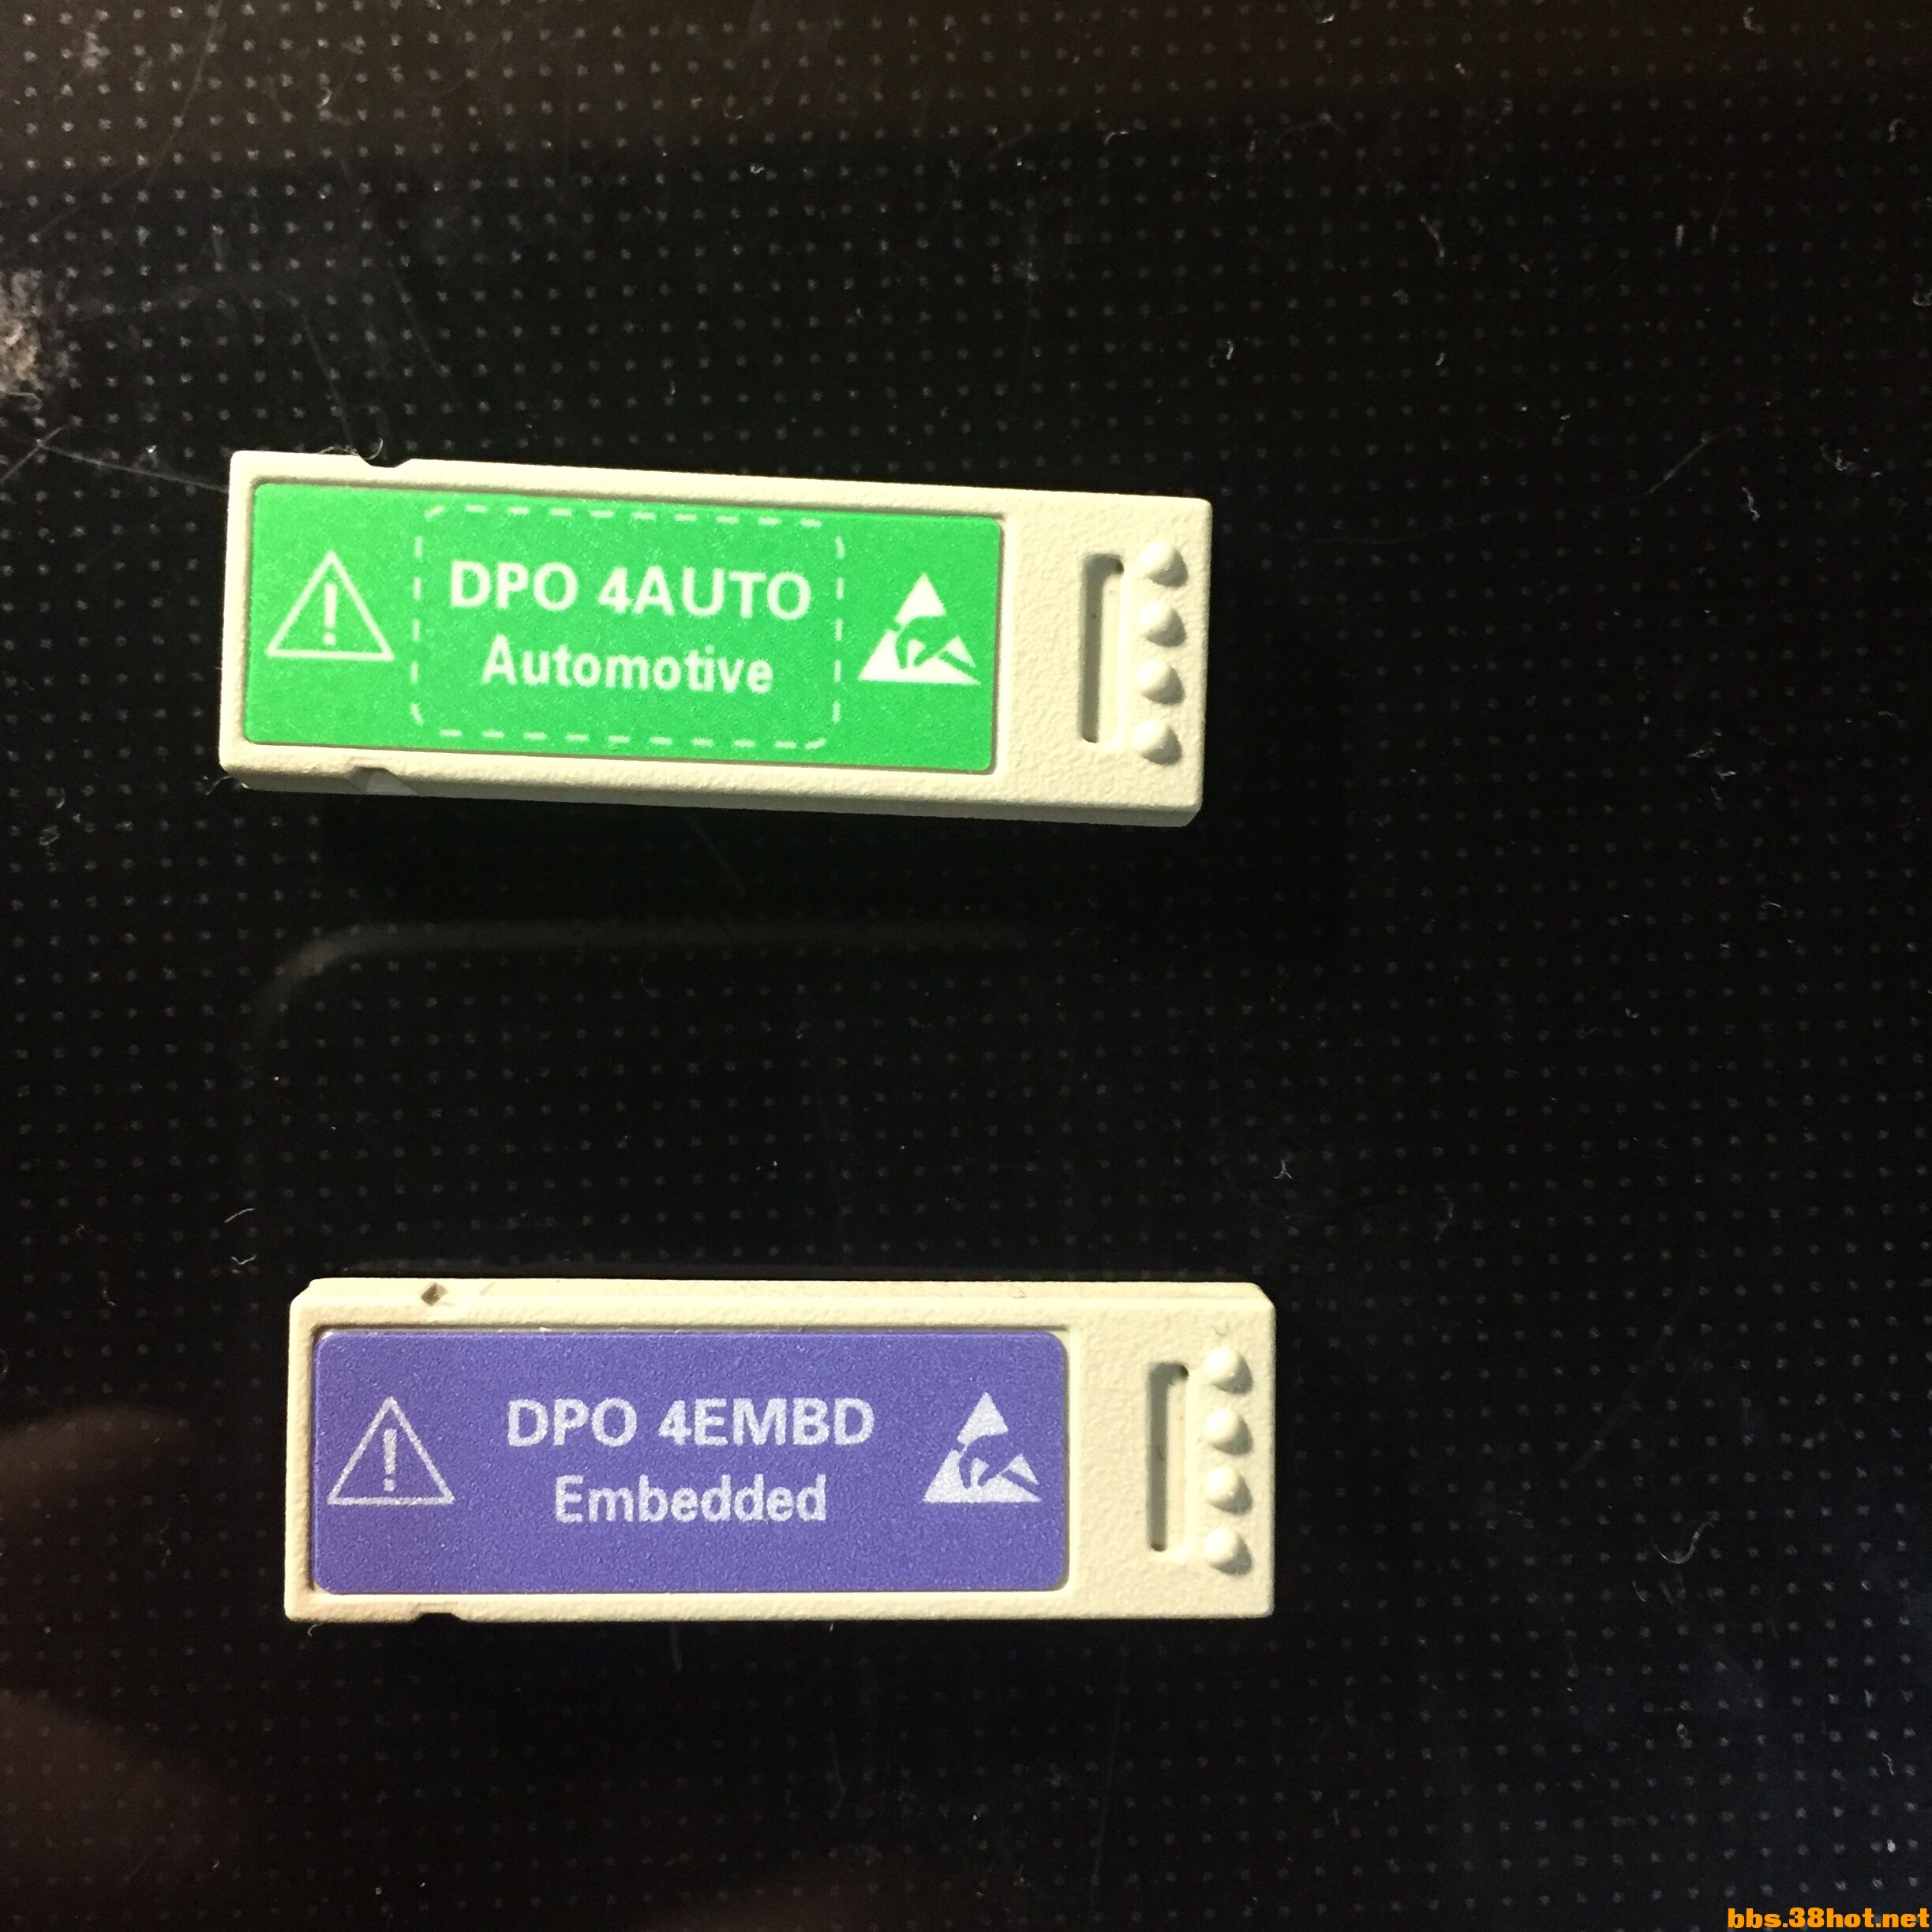 DPO 4AUTO
Automotive
DPO 4EMBD
Embedded
bbs.38hot.net